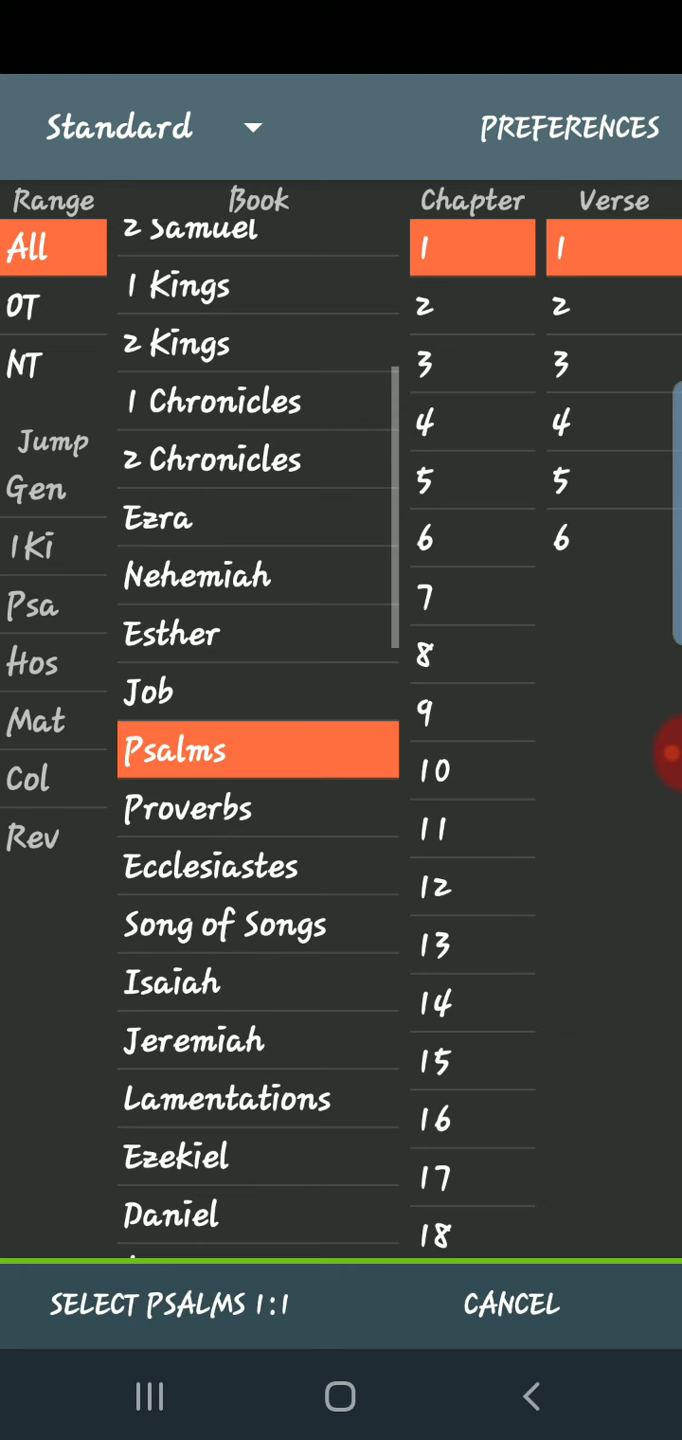 Standard PREFERENCES
Range Book Chapter Verse
2 Samuel
All 1 1
1 Kings
OT 2 2
2 Kings
NT 3 3
1 Chronicles
4 4
Jump
2 Chronicles
Gen 5 5
Ezra
1Ki 6 6
Nehemiah
Psa 7
Esther
Hos 8
Job
Mat 9
Psalms
Col 10
Proverbs
Rev 11
Ecclesiastes
12
Song of Songs
13
Isaiah
14
Jeremiah
15
Lamentations
16
Ezekiel
17
Daniel
18
SELECT PSALMS 1:1 CANCEL